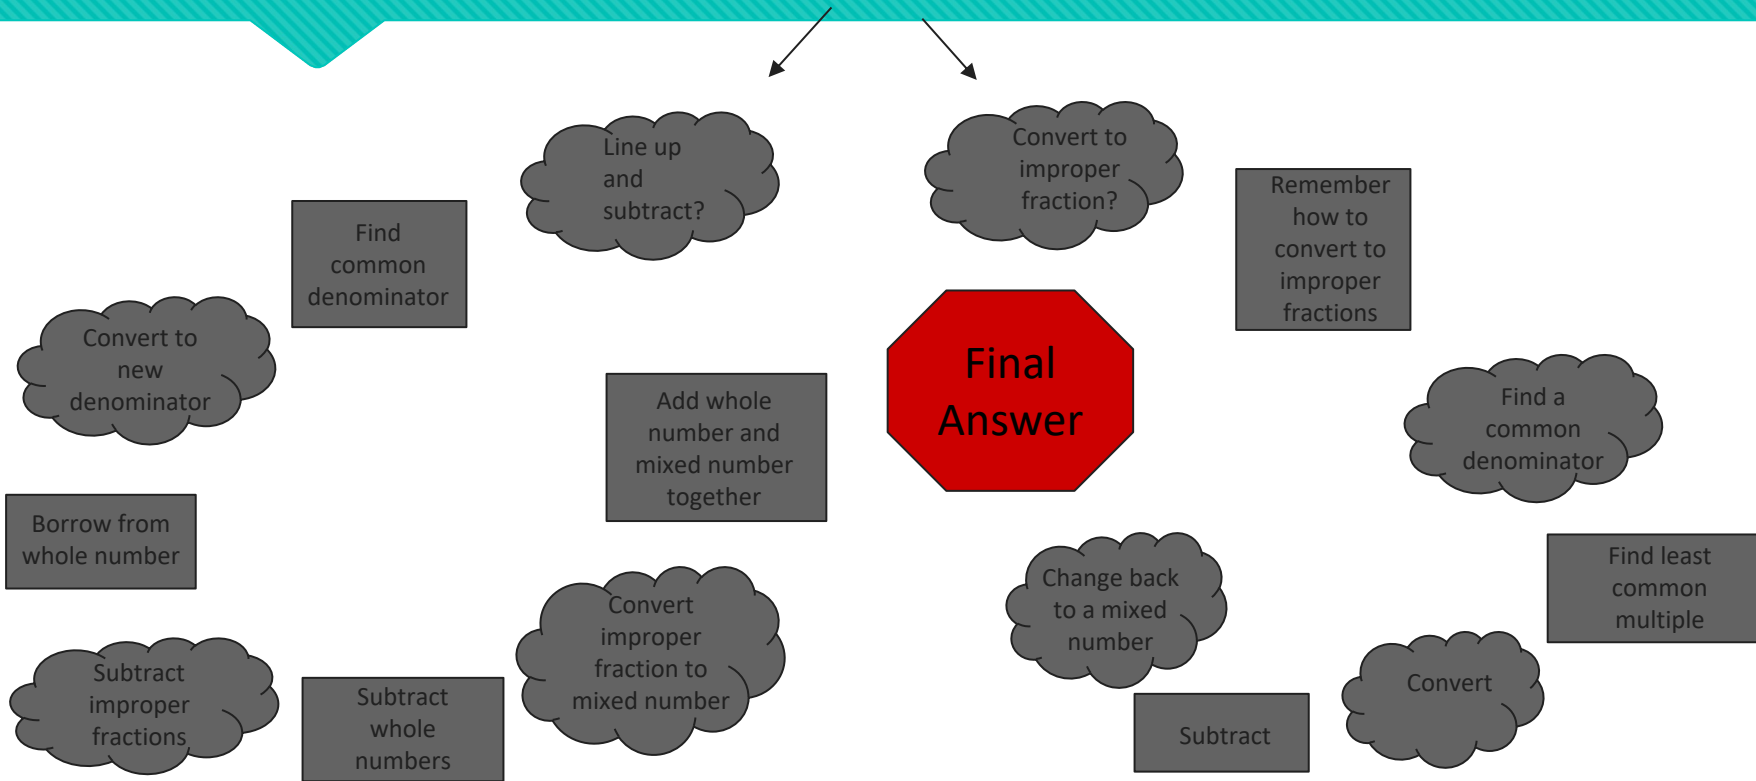 Line up
and
subtract?
Find
common
denominator
Convert to
new
denominator
Borrow from
whole number
Subtract
improper
fractions
Subtract
whole
numbers
Convert
improper
fraction to
mixed number
Add whole
number and
mixed number
together
Final
Answer
Convert to
improper
fraction?
Remember
how to
convert to
improper
fractions
Find a
common
denominator
Find least
common
multiple
Convert
Subtract
Change back
to a mixed
number